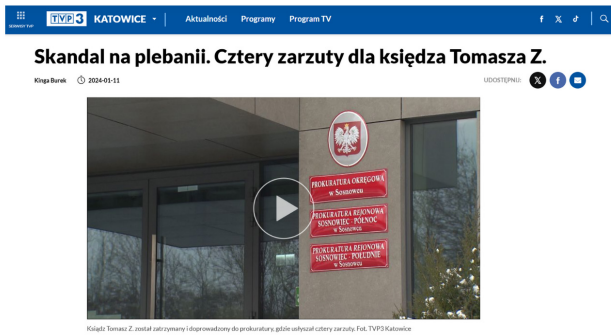 SERWISY TVP
TVP3 KATOWICE
Aktualności Programy Program TV
Skandal na plebanii. Cztery zarzuty dla księdza Tomasza Z.
Kinga Burek 2024-01-11 UDOSTĘPNIJ:
PROKURATURA OKRĘGOWA
w Sosnowcu
PROKURATURA REJONOWA
SOSNOWIEC PÓŁNOC
w Sosnowcu
PROKURATURA REJONOWA
SOSNOWIEC POŁUDNIE
w Sosnowcu
Ksiądz Tomasz Z. został zatrzymany i doprowadzony do prokuratury, gdzie usłyszał cztery zarzuty. Fot. TVP3 Katowice